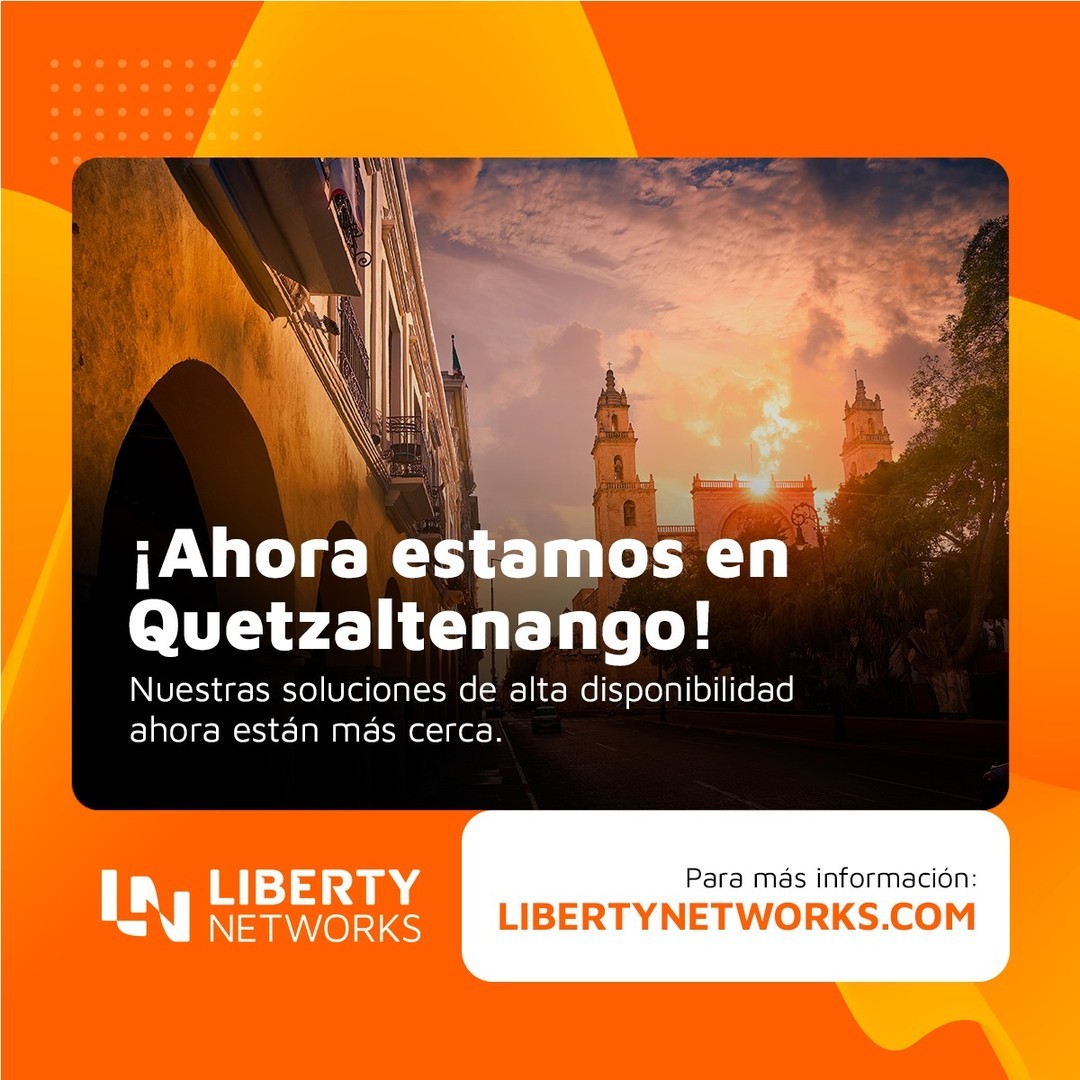 ¡Ahora estamos en
Quetzaltenango!
Nuestras soluciones de alta disponibilidad
ahora están más cerca.
LIBERTY
NETWORKS
Para más información:
LIBERTYNETWORKS.COM